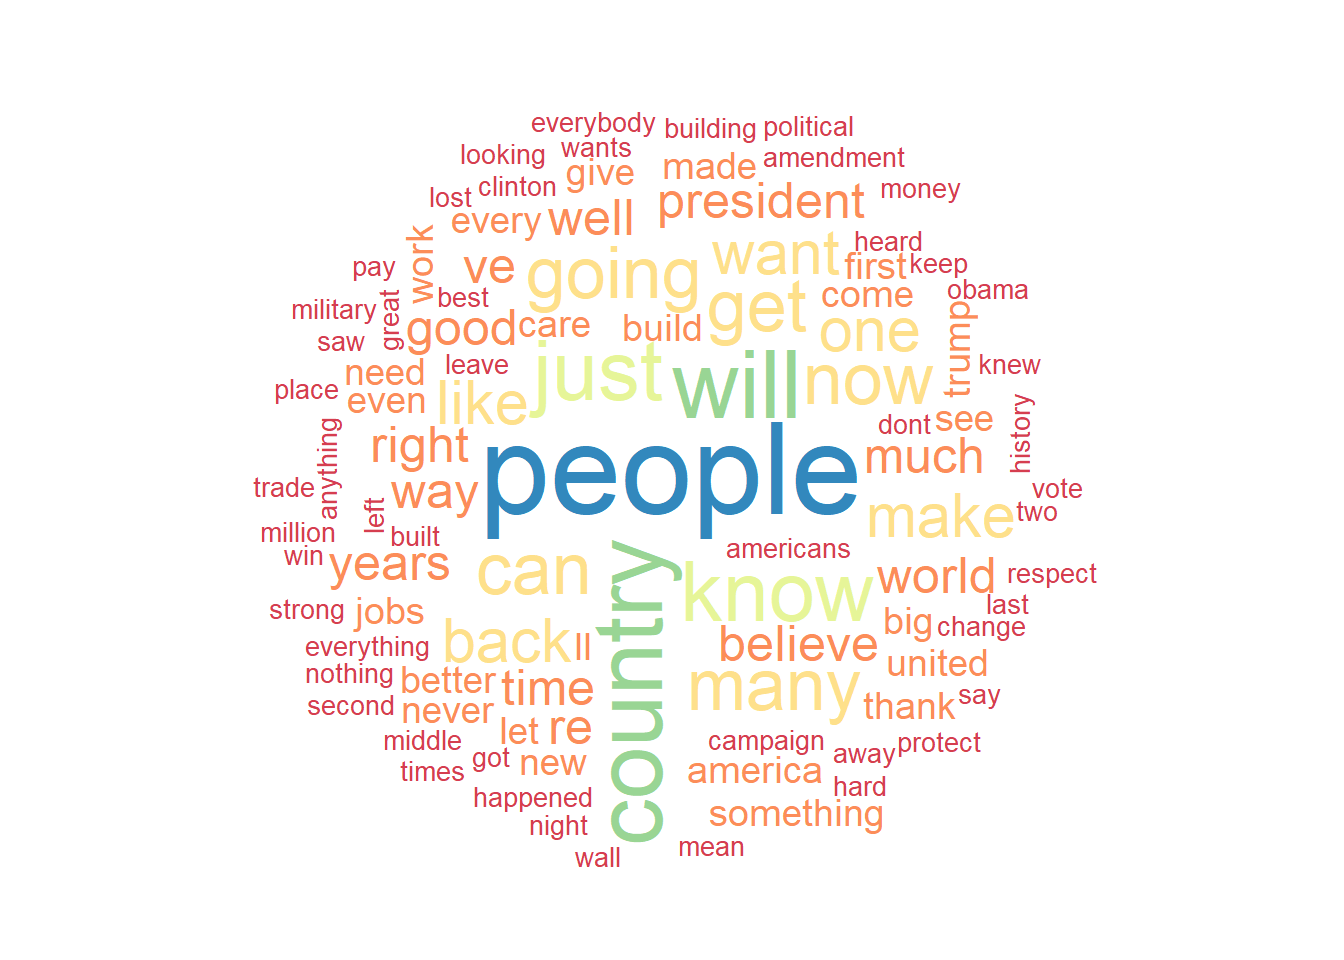 everybody
building
political
looking
wants
give
made
amendment
lost
clinton
president
money
every
well
work
ve
going
want
heard
first
keep
pay
military
great
best
get
come
obama
saw
good
care
build
one
trump
need
leave
just
will
now
knew
place
even
like
dont
see
history
anything
right
people
much
trade
left
way
make
vote
two
million
built
win
years
can
country
americans
know
world
respect
strong
jobs
last
big
change
everything
back
ll
believe
nothing
better
time
many
united
second
never
thank
say
middle
let
re
campaign
away
protect
times
got
new
america
hard
happened
something
night
wall
mean